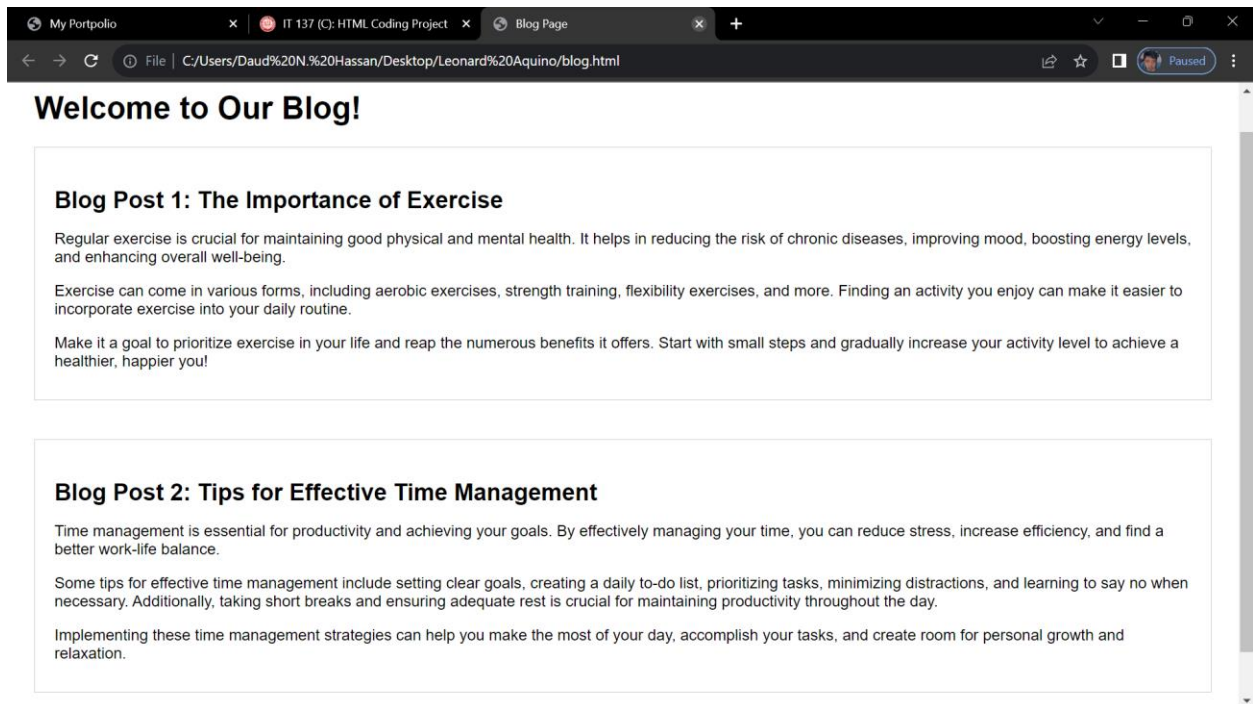 My Portpolio
IT 137 (C): HTML Coding Project
Blog Page
File
C:/Users/Daud%20N.%20Hassan/Desktop/Leonard%20Aquino/blog.html
Paused
Welcome to Our Blog!
Blog Post 1: The Importance of Exercise
Regular exercise is crucial for maintaining good physical and mental health. It helps in reducing the risk of chronic diseases, improving mood, boosting energy levels,
and enhancing overall well-being.
Exercise can come in various forms, including aerobic exercises, strength training, flexibility exercises, and more. Finding an activity you enjoy can make it easier to
incorporate exercise into your daily routine.
Make it a goal to prioritize exercise in your life and reap the numerous benefits it offers. Start with small steps and gradually increase your activity level to achieve a
healthier, happier you!
Blog Post 2: Tips for Effective Time Management
Time management is essential for productivity and achieving your goals. By effectively managing your time, you can reduce stress, increase efficiency, and find a
better work-life balance.
Some tips for effective time management include setting clear goals, creating a daily to-do list, prioritizing tasks, minimizing distractions, and learning to say no when
necessary. Additionally, taking short breaks and ensuring adequate rest is crucial for maintaining productivity throughout the day.
Implementing these time management strategies can help you make the most of your day, accomplish your tasks, and create room for personal growth and
relaxation.